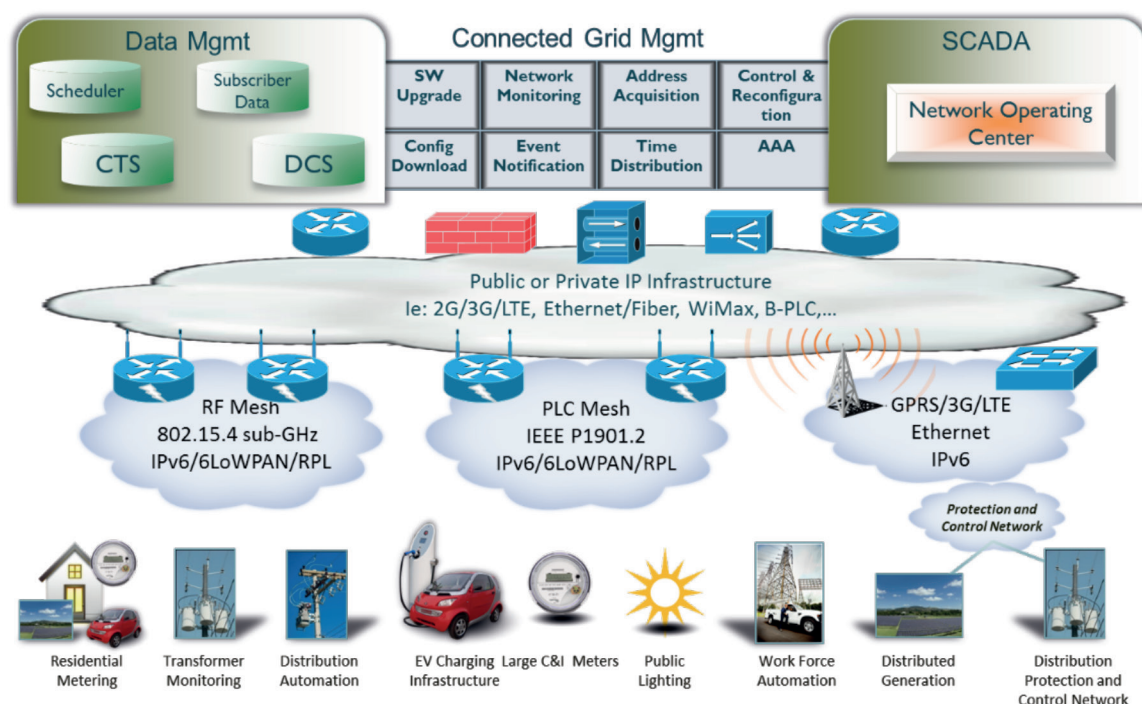 Data Mgmt
Scheduler
Subscriber
Data
CTS
DCS
Connected Grid Mgmt
SW
Upgrade
Network
Monitoring
Address
Acquisition
Control &
Reconfigura
tion
Config
Download
Event
Notification
Time
Distribution
AAA
SCADA
Network Operating
Center
Public or Private IP Infrastructure
Ie: 2G/3G/LTE, Ethernet/Fiber, WiMax, B-PLC,...
RF Mesh
802.15.4 sub-GHz
IPv6/6LoWPAN/RPL
PLC Mesh
IEEE P1901.2
IPv6/6LoWPAN/RPL
GPRS/3G/LTE
Ethernet
IPv6
Protection and
Control Network
Residential
Metering
Transformer
Monitoring
Distribution
Automation
EV Charging
Infrastructure
Large C&I Meters
Public
Lighting
Work Force
Automation
Distributed
Generation
Distribution
Protection and
Control Network